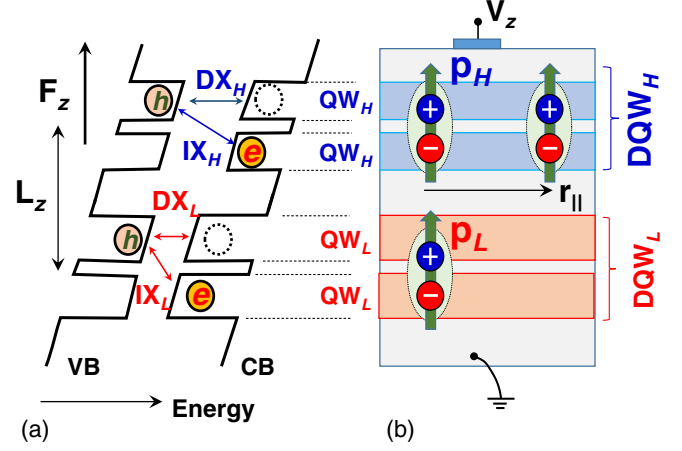 V_z
F_z
h
DX_H
QW_H
IX_H
e
QW_H
L_z
DX_L
h
QW_L
IX_L
e
QW_L
VB
CB
Energy
(a)
p_H
+
+
−
−
r_||
DQW_H
p_L
+
−
DQW_L
(b)